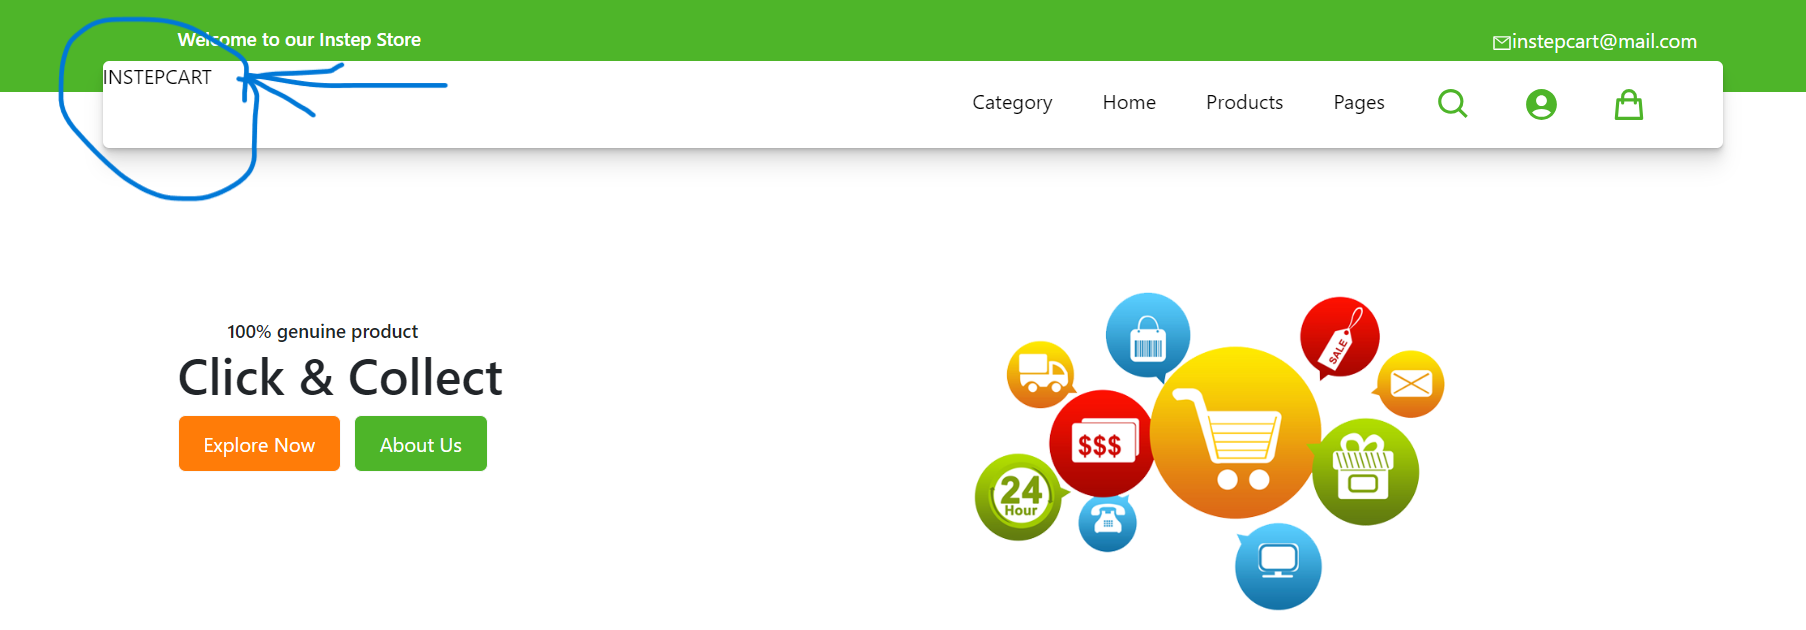 Welcome to our Instep Store
instepcart@mail.com
INSTEPCART
Category Home Products Pages
100% genuine product
Click & Collect
Explore Now About Us
SALE
$$$
24
Hour